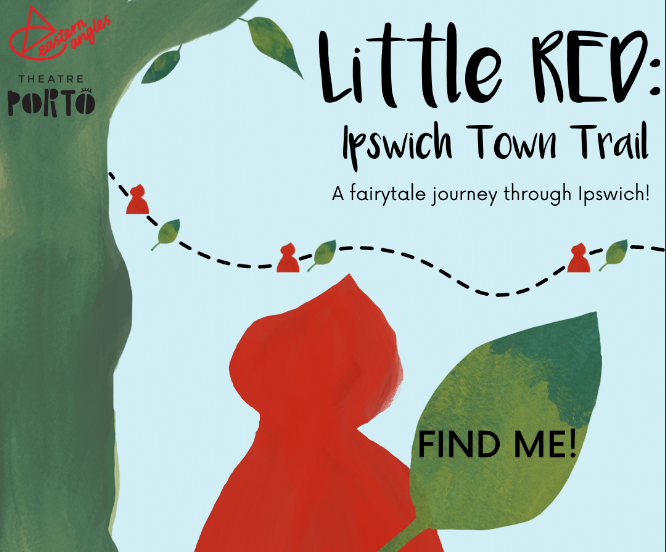 eastern
angles
THEATRE
PORTO
Little RED:
Ipswich Town Trail
A fairytale journey through Ipswich!
FIND ME!